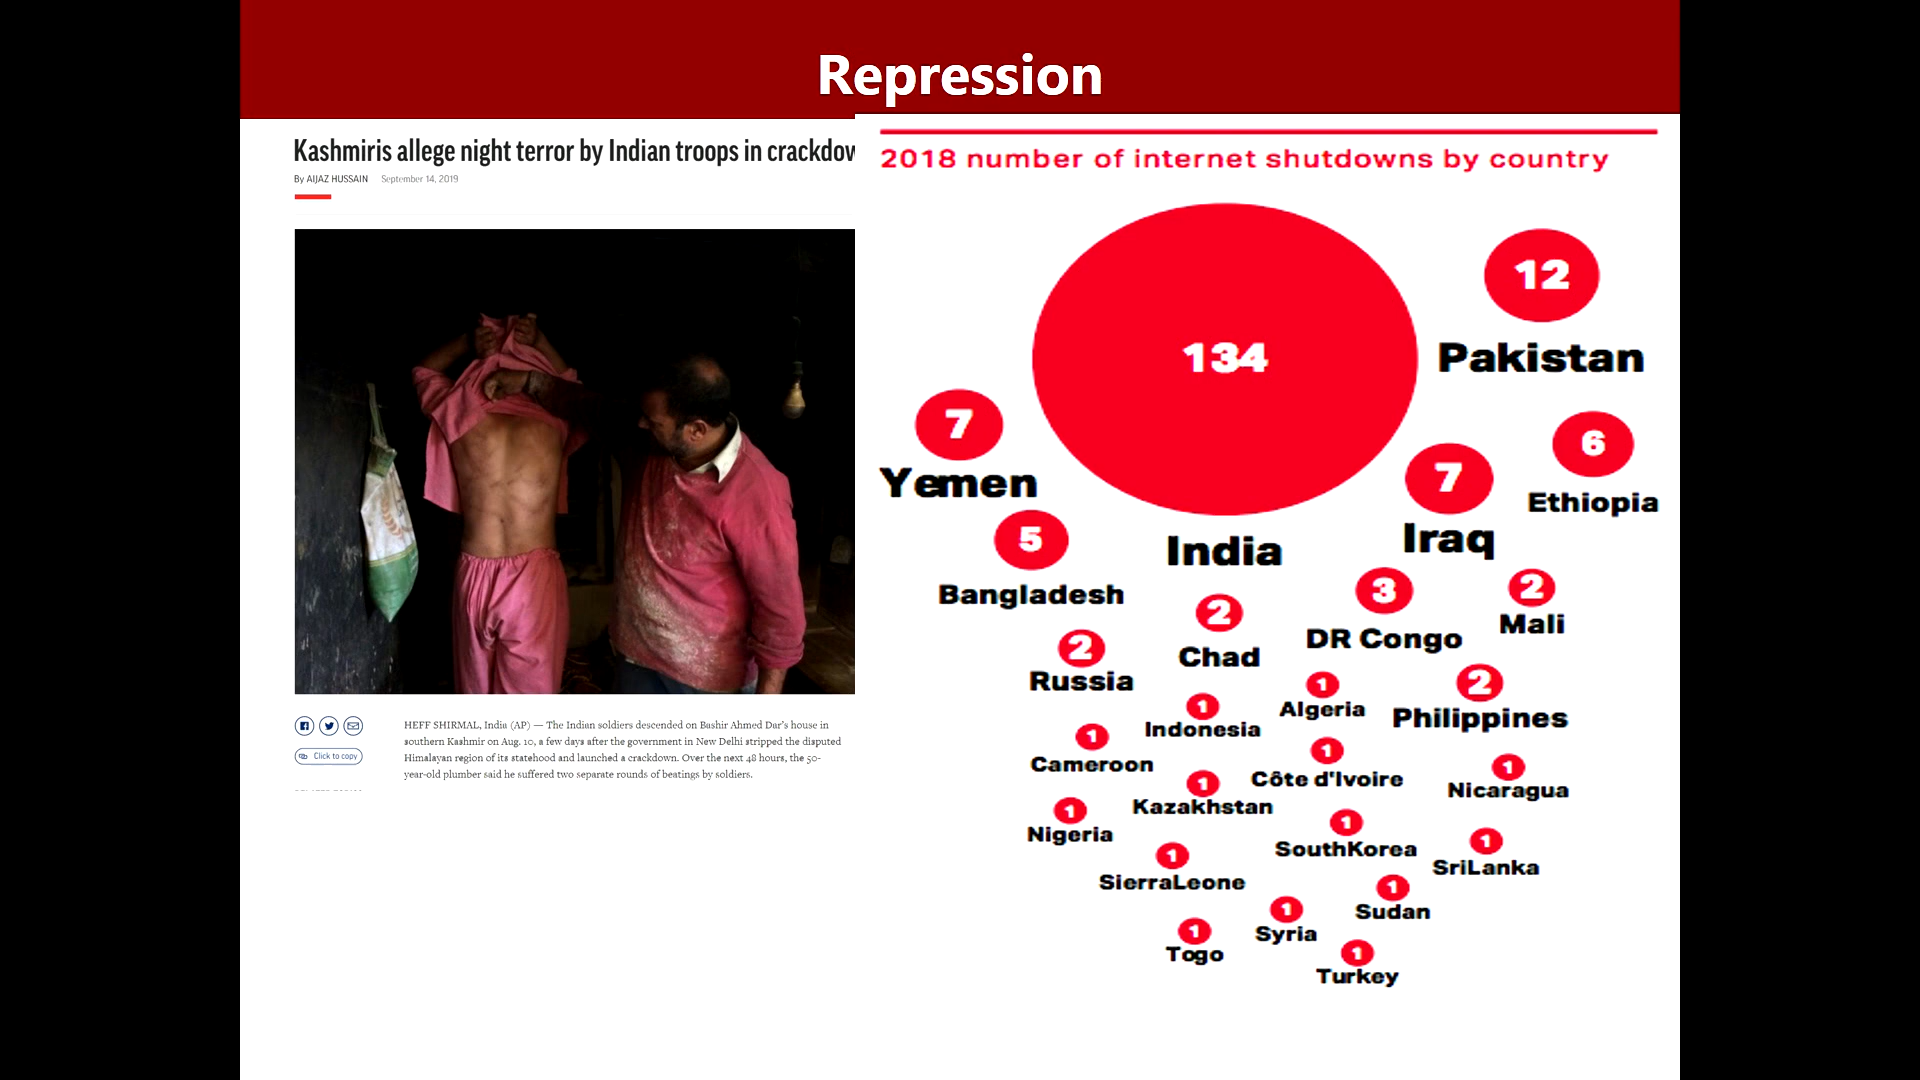 Repression
Kashmiris allege night terror by Indian troops in crackdow
By AIJAZ HUSSAIN September 14, 2019
HEFF SHIRMAL, India (AP) — The Indian soldiers descended on Bashir Ahmed Dar's house in
southern Kashmir on Aug. 10, a few days after the government in New Delhi stripped the disputed
Himalayan region of its statehood and launched a crackdown. Over the next 48 hours, the 50-
year-old plumber said he suffered two separate rounds of beatings by soldiers.
Click to copy
2018 number of internet shutdowns by country
134
India
12
Pakistan
7
Yemen
6
Ethiopia
7
Iraq
5
Bangladesh
3
DR Congo
2
Mali
2
Chad
2
Russia
2
Philippines
1
Algeria
1
Indonesia
1
Cameroon
1
Côte d'Ivoire
1
Nicaragua
1
Kazakhstan
1
Nigeria
1
SouthKorea
1
SriLanka
1
SierraLeone
1
Sudan
1
Syria
1
Togo
1
Turkey